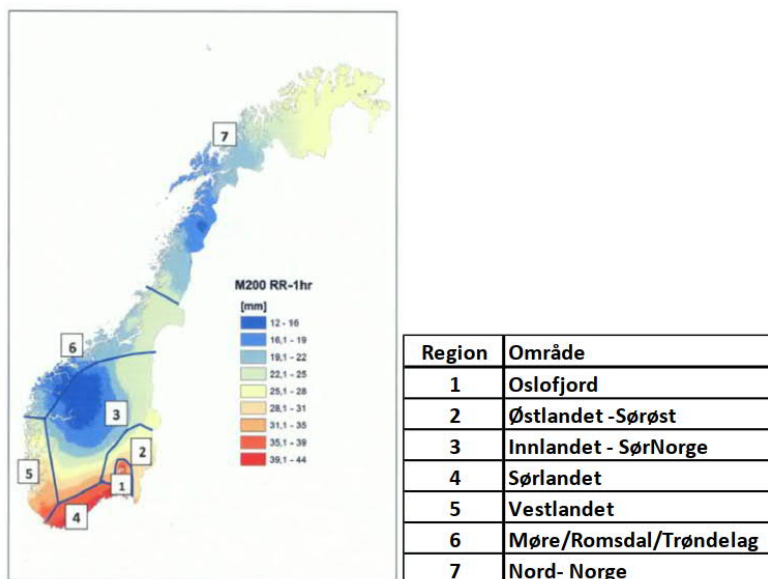 7
M200 RR-1hr
[mm]
12 - 16
16,1 - 19
19,1 - 22
22,1 - 25
25,1 - 28
28,1 - 31
31,1 - 35
35,1 - 39
39,1 - 44
6
3
2
5
1
4
Region Område
1 Oslofjord
2 Østlandet -Sørøst
3 Innlandet - SørNorge
4 Sørlandet
5 Vestlandet
6 Møre/Romsdal/Trøndelag
7 Nord- Norge